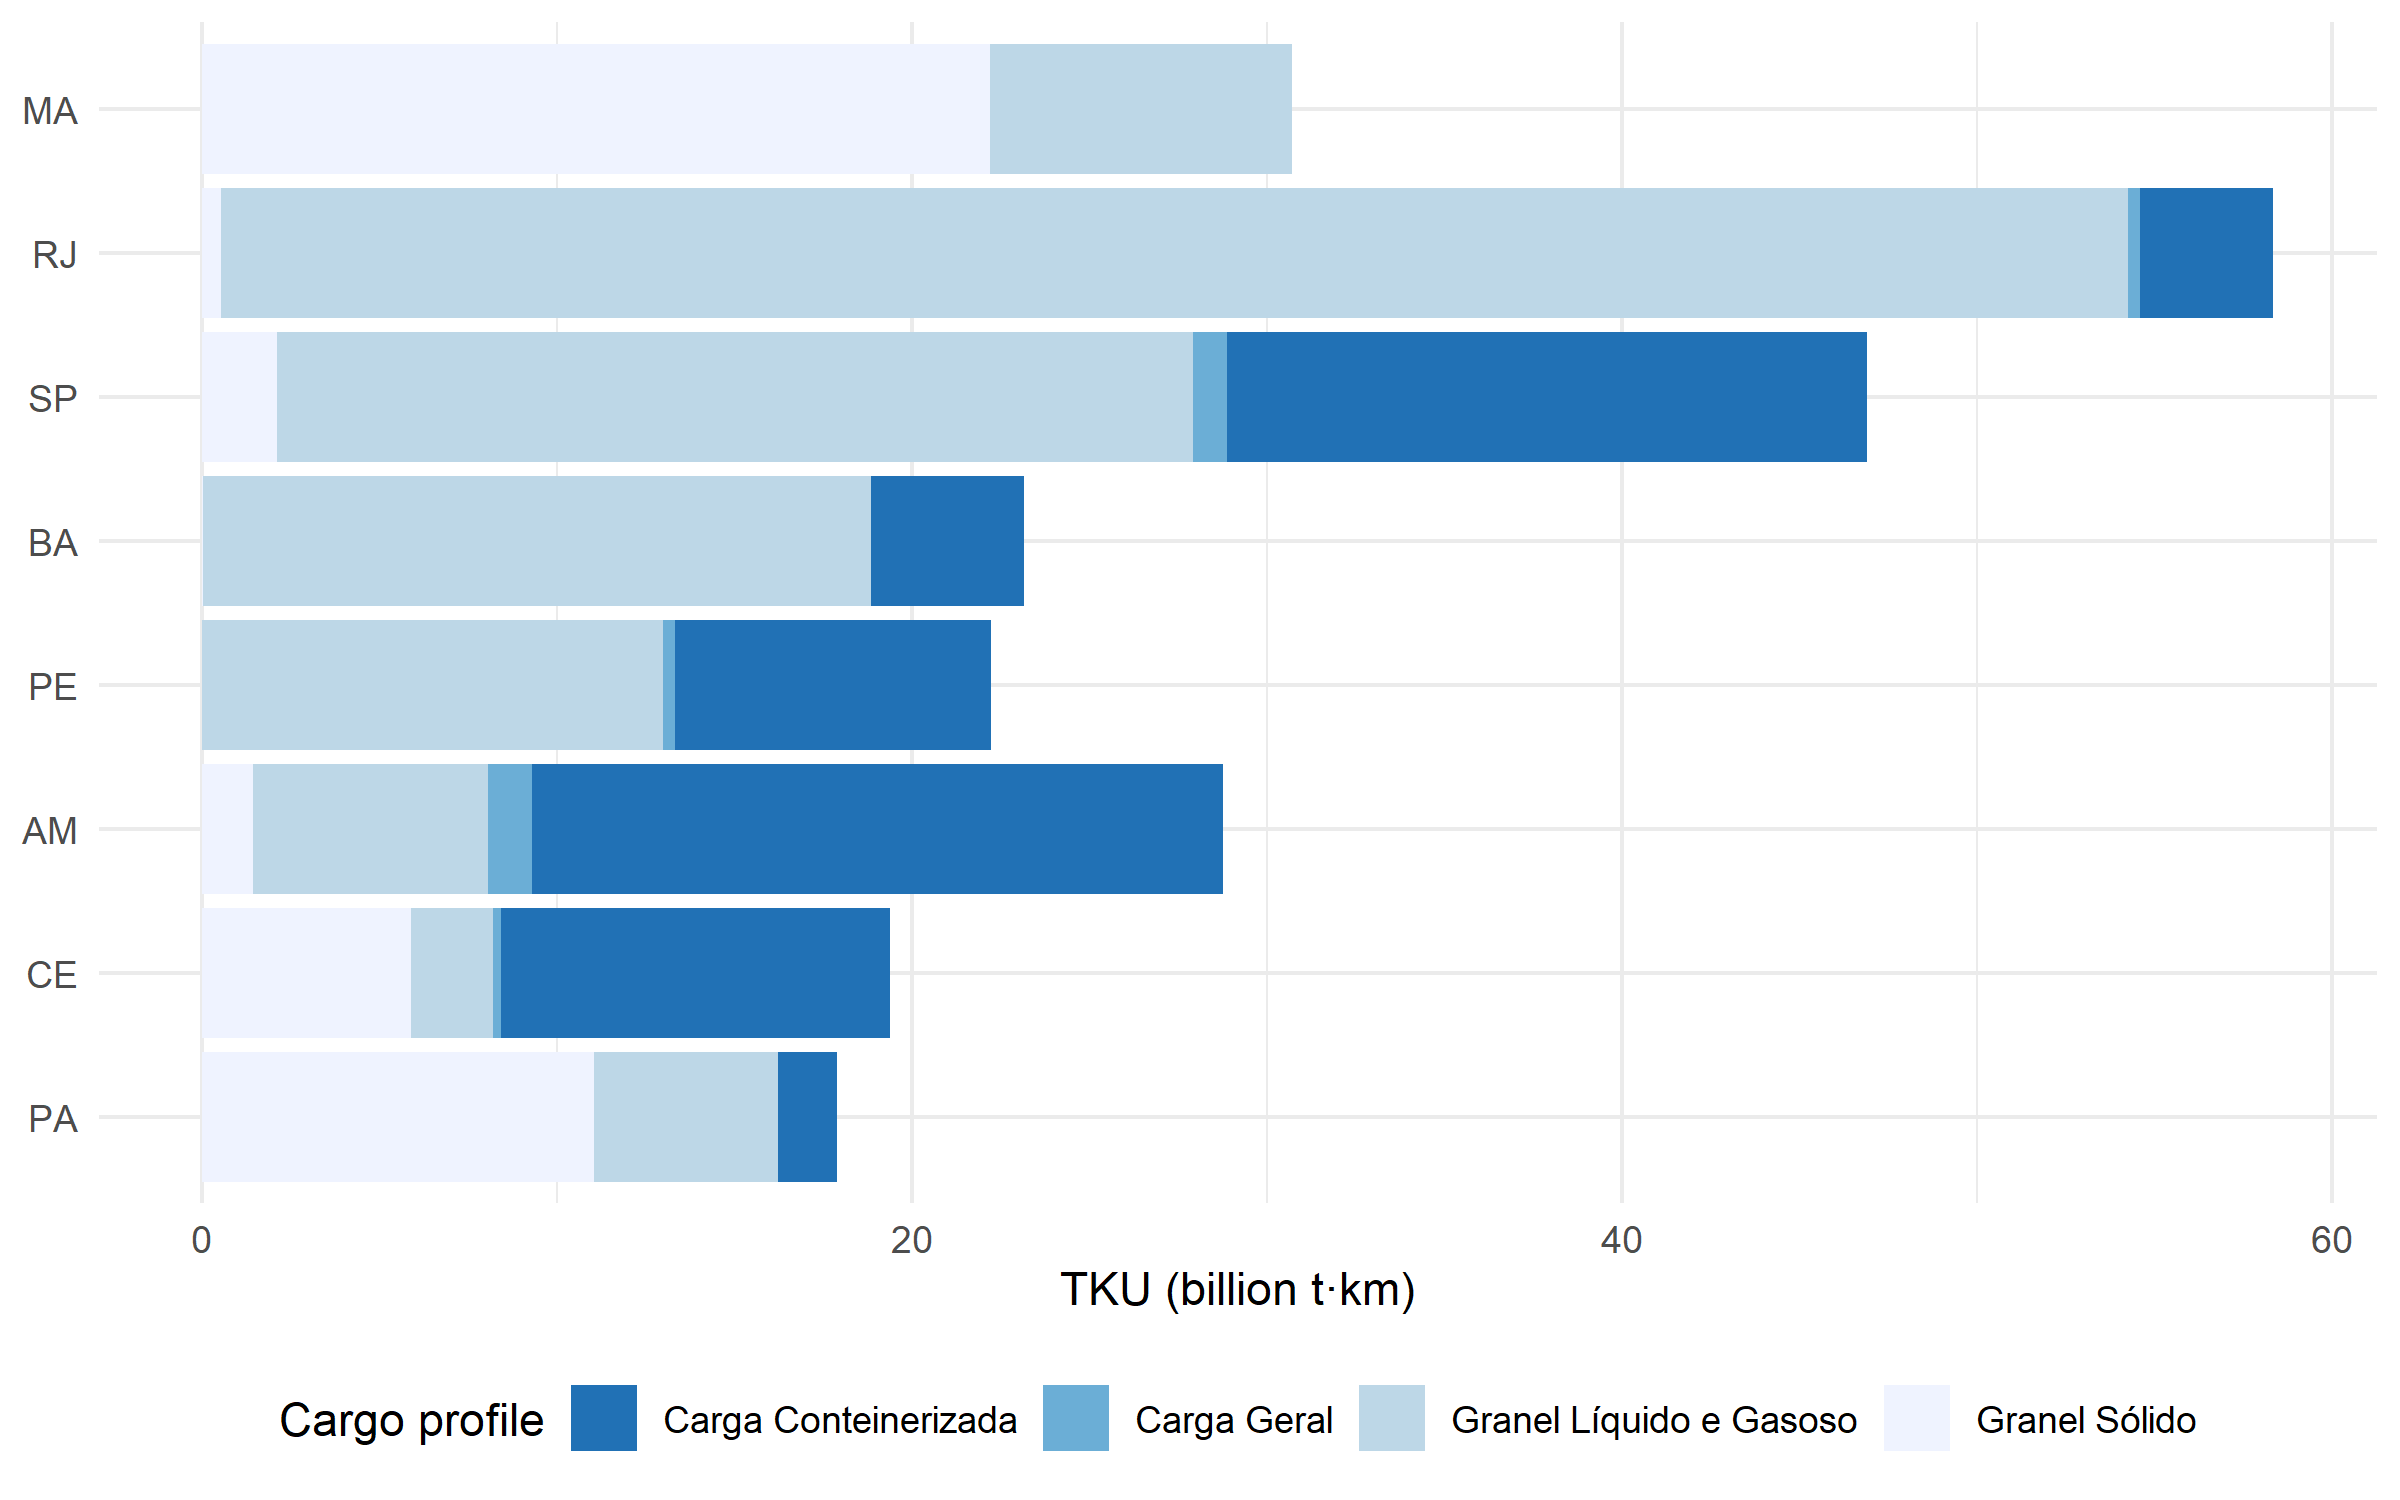 MA
RJ
SP
BA
PE
AM
CE
PA
0 20 40 60
TKU (billion t·km)
Cargo profile Carga Conteinerizada Carga Geral Granel Líquido e Gasoso Granel Sólido